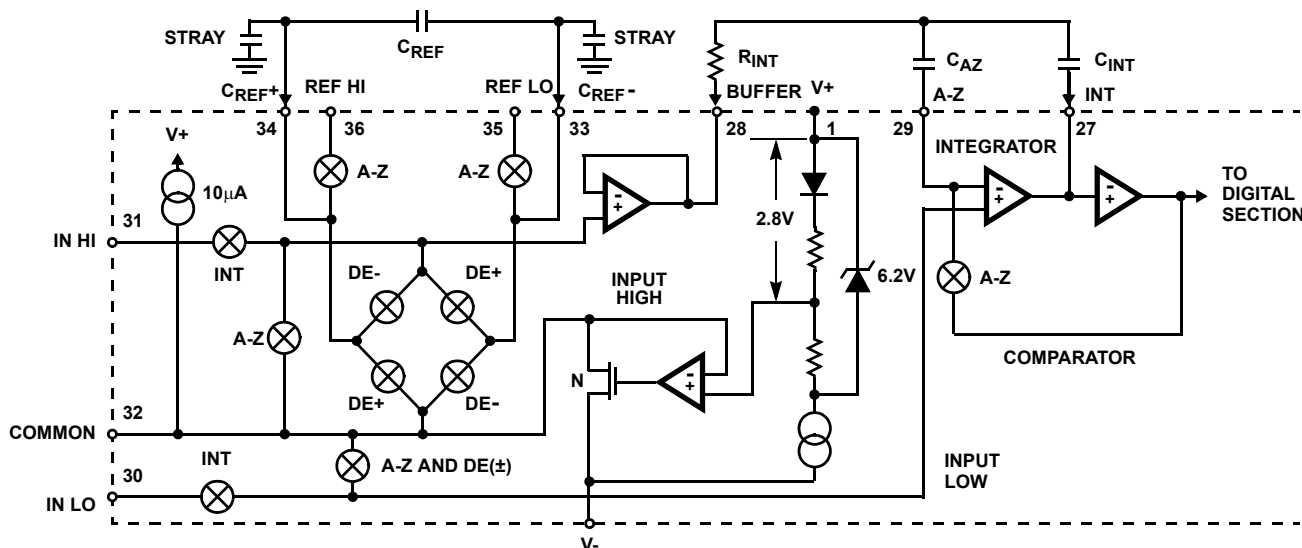 STRAY
CREF
STRAY
RINT
CAZ
CINT
CREF+
REF HI
REF LO
CREF-
BUFFER
V+
A-Z
INT
34
36
35
33
28
1
29
27
V+
10µA
A-Z
A-Z
INTEGRATOR
TO
DIGITAL
SECTION
-
+
-
+
-
+
2.8V
31
IN HI
INT
DE-
DE+
INPUT
HIGH
6.2V
A-Z
A-Z
COMPARATOR
N
-
+
DE+
DE-
32
COMMON
INT
A-Z AND DE(±)
INPUT
LOW
30
IN LO
V-